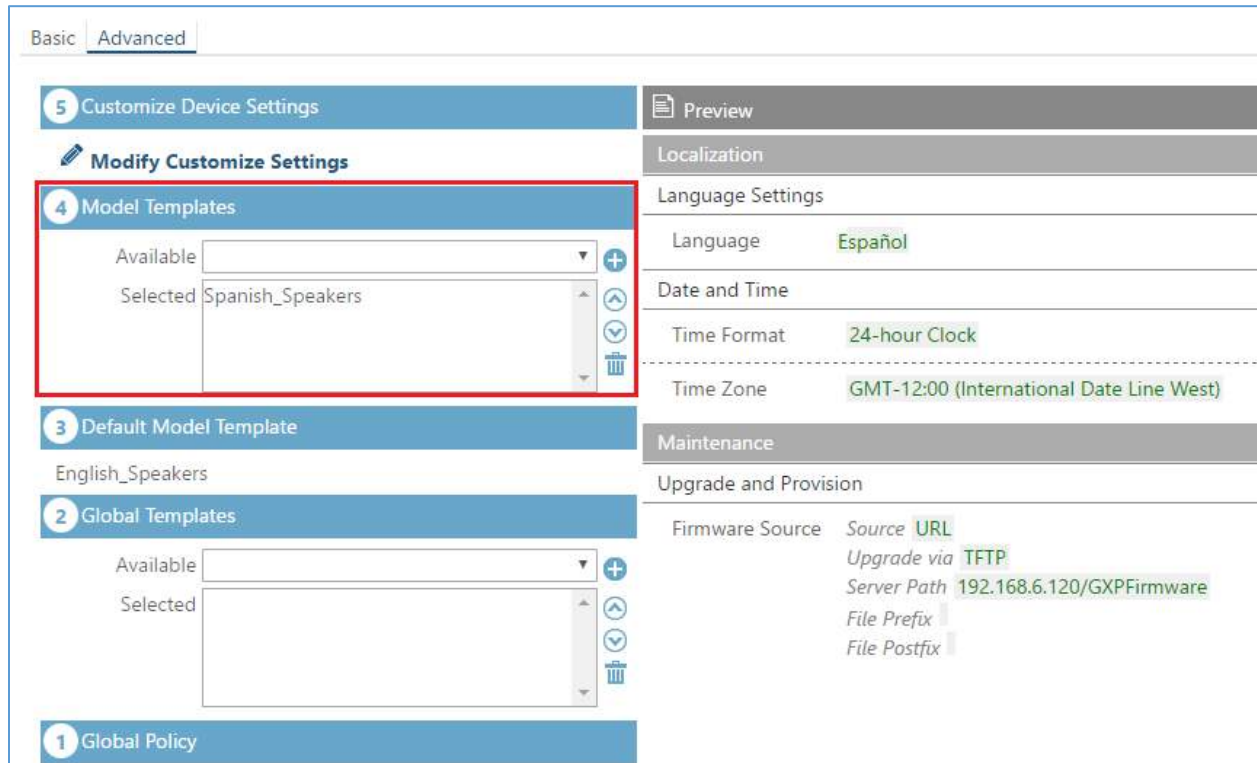 Basic Advanced
5 Customize Device Settings
Modify Customize Settings
4 Model Templates
Available
Selected Spanish_Speakers
3 Default Model Template
English_Speakers
2 Global Templates
Available
Selected
1 Global Policy
Preview
Localization
Language Settings
Language Español
Date and Time
Time Format 24-hour Clock
Time Zone GMT-12:00 (International Date Line West)
Maintenance
Upgrade and Provision
Firmware Source Source URL
Upgrade via TFTP
Server Path 192.168.6.120/GXPFirmware
File Prefix
File Postfix